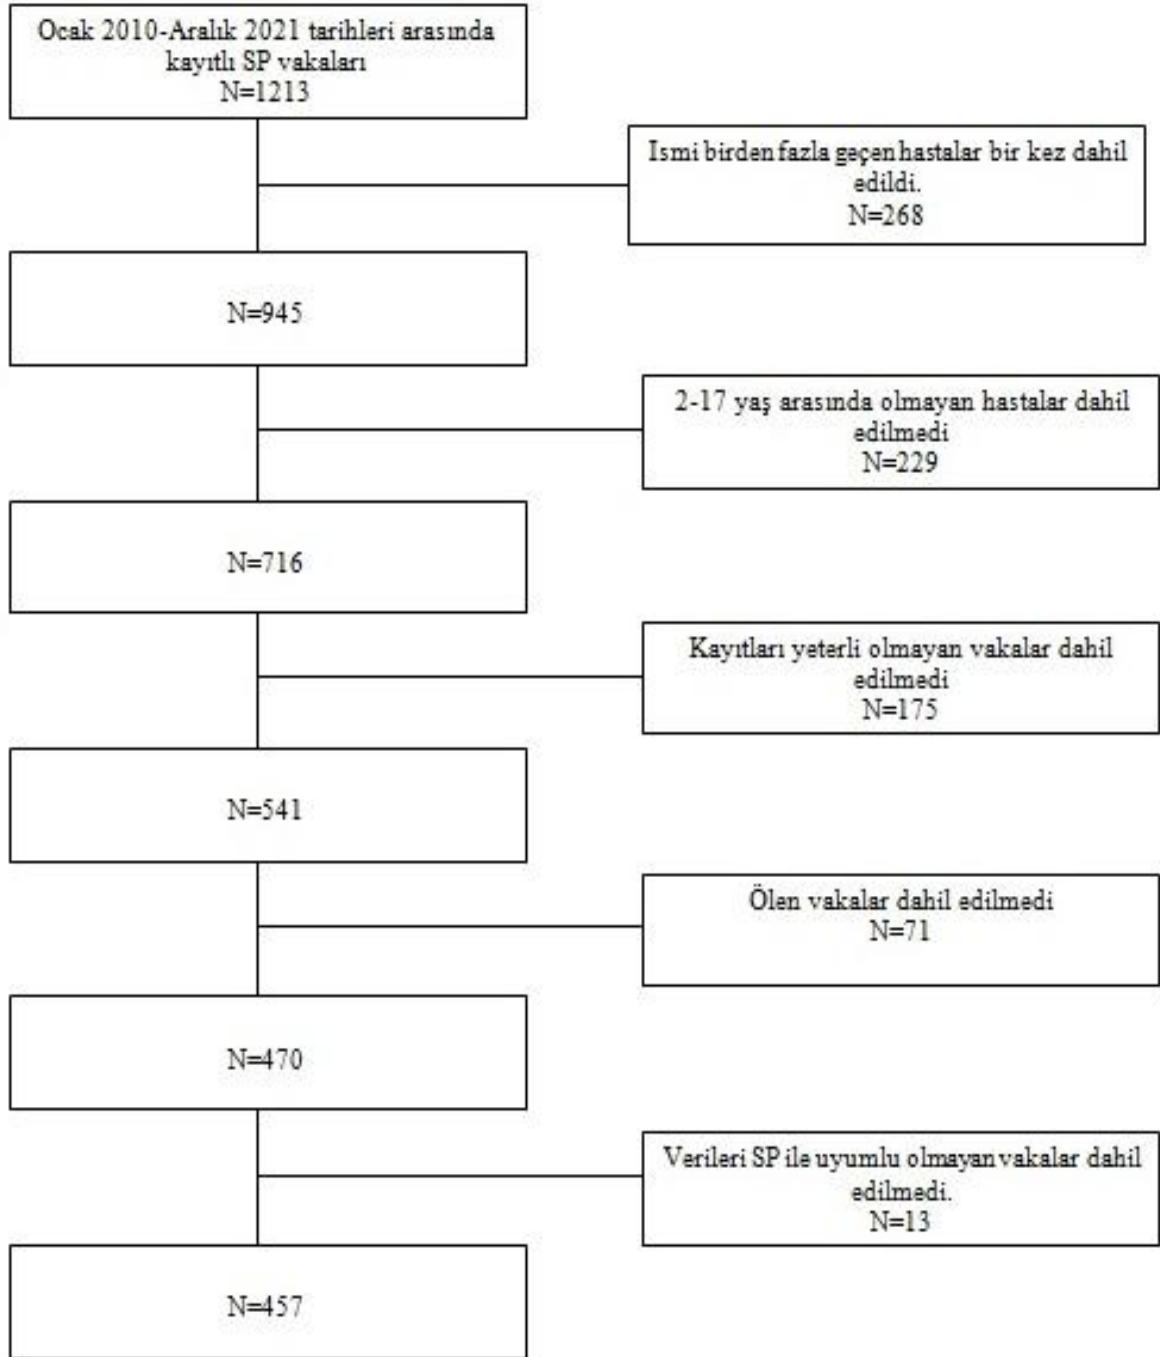 Ocak 2010-Aralık 2021 tarihleri arasında
kayıtlı SP vakaları
N=1213
İsmi birden fazla geçen hastalar bir kez dahil
edildi.
N=268
N=945
2-17 yaş arasında olmayan hastalar dahil
edilmedi
N=229
N=716
Kayıtları yeterli olmayan vakalar dahil
edilmedi
N=175
N=541
Ölen vakalar dahil edilmedi
N=71
N=470
Verileri SP ile uyumlu olmayan vakalar dahil
edilmedi.
N=13
N=457